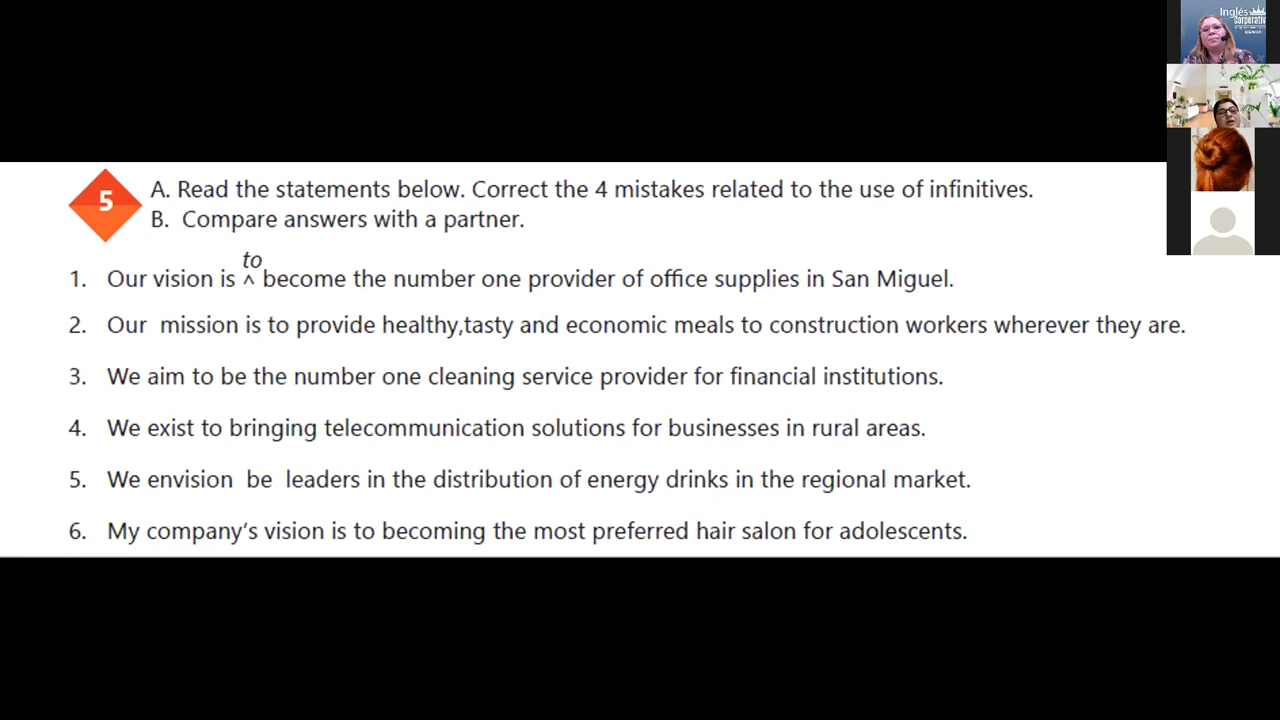 Inglés
corporativo
5
A. Read the statements below. Correct the 4 mistakes related to the use of infinitives.
B. Compare answers with a partner.
to
1. Our vision is ^ become the number one provider of office supplies in San Miguel.
2. Our mission is to provide healthy,tasty and economic meals to construction workers wherever they are.
3. We aim to be the number one cleaning service provider for financial institutions.
4. We exist to bringing telecommunication solutions for businesses in rural areas.
5. We envision be leaders in the distribution of energy drinks in the regional market.
6. My company's vision is to becoming the most preferred hair salon for adolescents.